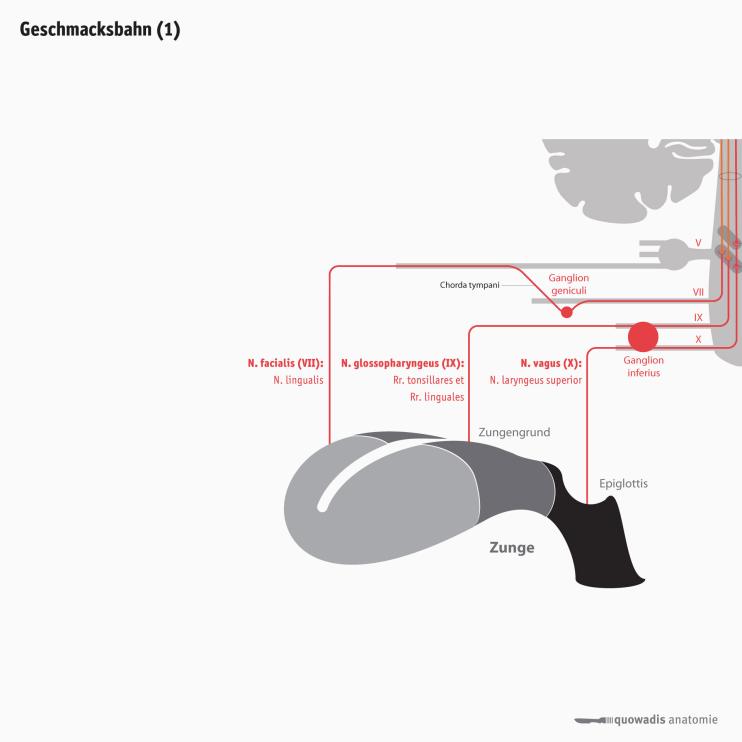 Geschmacksbahn (1)
V
Ganglion
geniculi
Chorda tympani
VII
IX
X
Ganglion
inferius
N. facialis (VII):
N. lingualis
N. glossopharyngeus (IX):
Rr. tonsillares et
Rr. linguales
N. vagus (X):
N. laryngeus superior
Zungengrund
Epiglottis
Zunge
quowadis anatomie